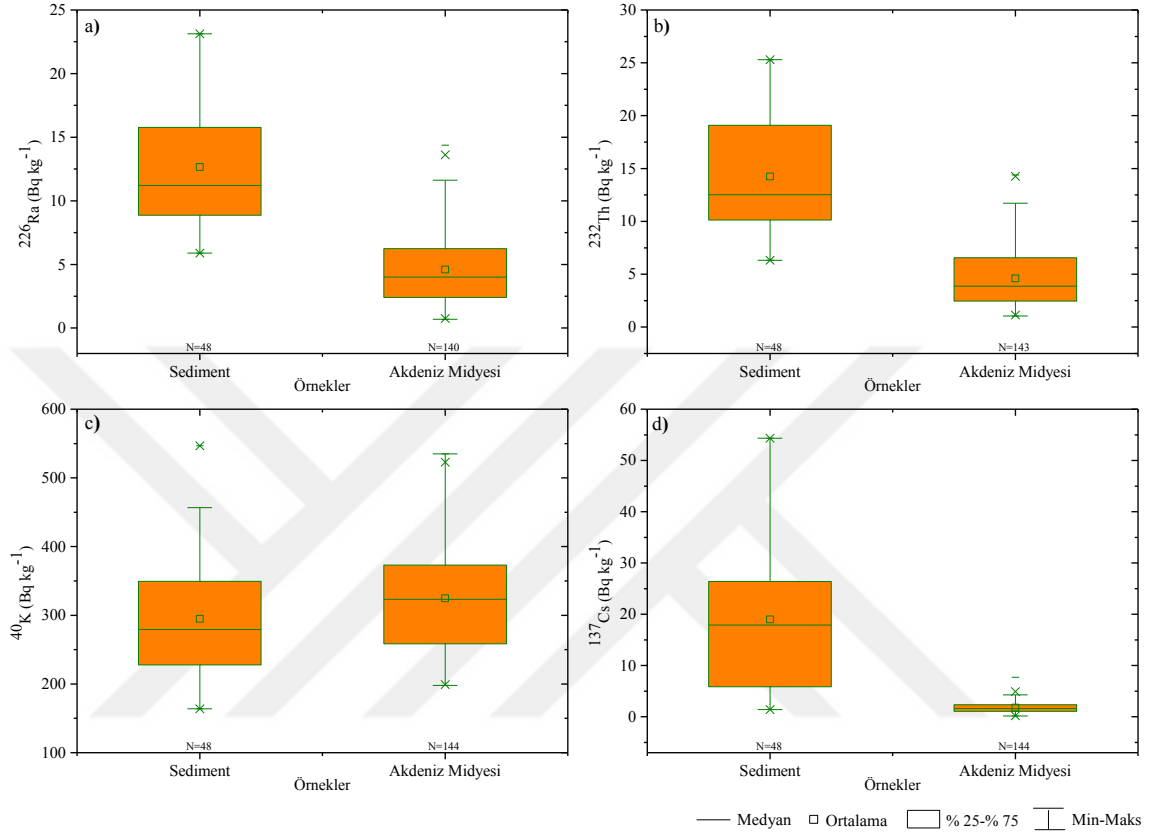 a)
25
20
15
10
5
0
²²⁶Ra (Bq kg⁻¹)
N=48
N=140
Sediment
Akdeniz Midyesi
Örnekler
b)
30
25
20
15
10
5
0
²³²Th (Bq kg⁻¹)
N=48
N=143
Sediment
Akdeniz Midyesi
Örnekler
c)
600
500
400
300
200
100
⁴⁰K (Bq kg⁻¹)
N=48
N=144
Sediment
Akdeniz Midyesi
Örnekler
d)
60
50
40
30
20
10
0
¹³⁷Cs (Bq kg⁻¹)
N=48
N=144
Sediment
Akdeniz Midyesi
Örnekler
Medyan
Ortalama
% 25-% 75
Min-Maks